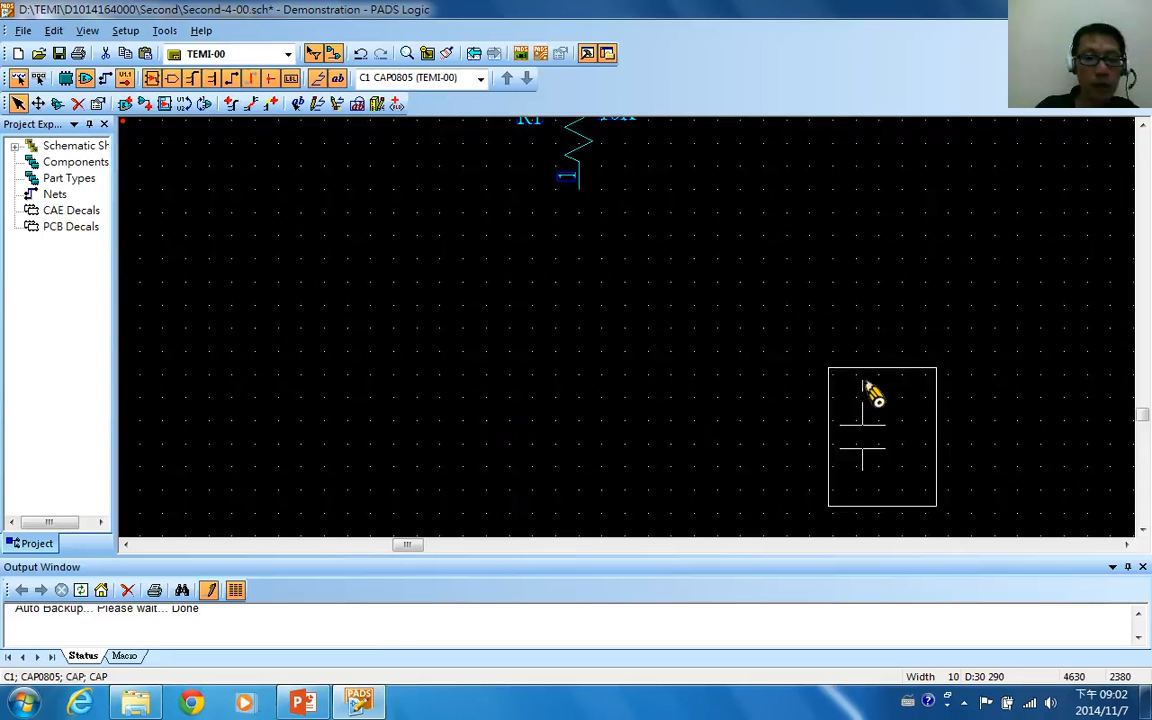 D:\TEMI\D1014164000\Second\Second-4-00.sch* - Demonstration - PADS Logic
File Edit View Setup Tools Help
TEMI-00
C1 CAP0805 (TEMI-00)
Project Exp...
Schematic Sh
Components
Part Types
Nets
CAE Decals
PCB Decals
R1
10K
Project
Output Window
Auto Backup... Please wait... Done
Status Macro
C1; CAP0805; CAP; CAP
Width 10 D:30 290 4630 2380
下午 09:02
2014/11/7